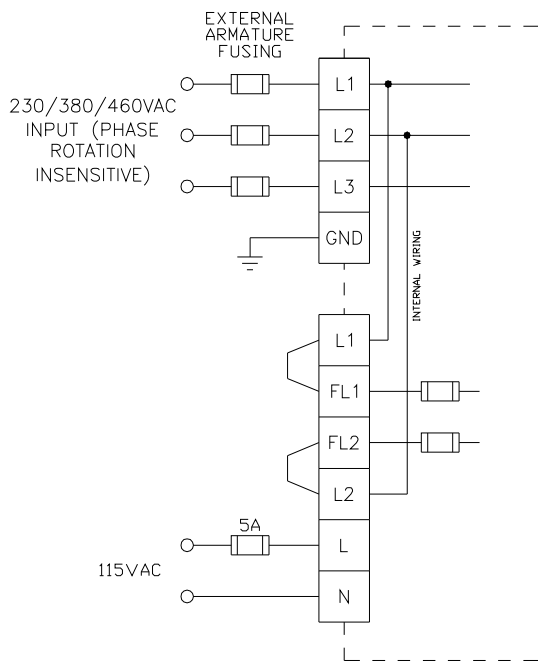 EXTERNAL
ARMATURE
FUSING
L1
230/380/460VAC
INPUT (PHASE
ROTATION
INSENSITIVE)
L2
L3
GND
INTERNAL WIRING
L1
FL1
FL2
L2
5A
L
115VAC
N